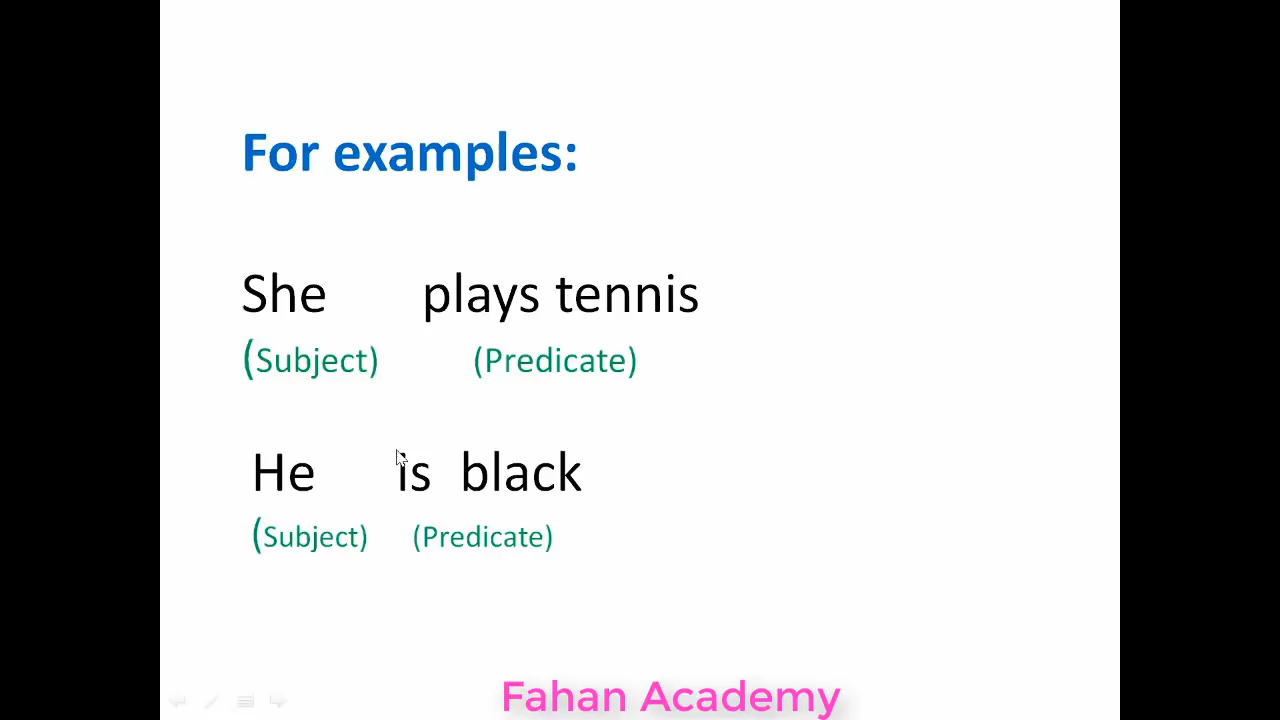 For examples:
She plays tennis
(Subject) (Predicate)
He is black
(Subject) (Predicate)
Fahan Academy